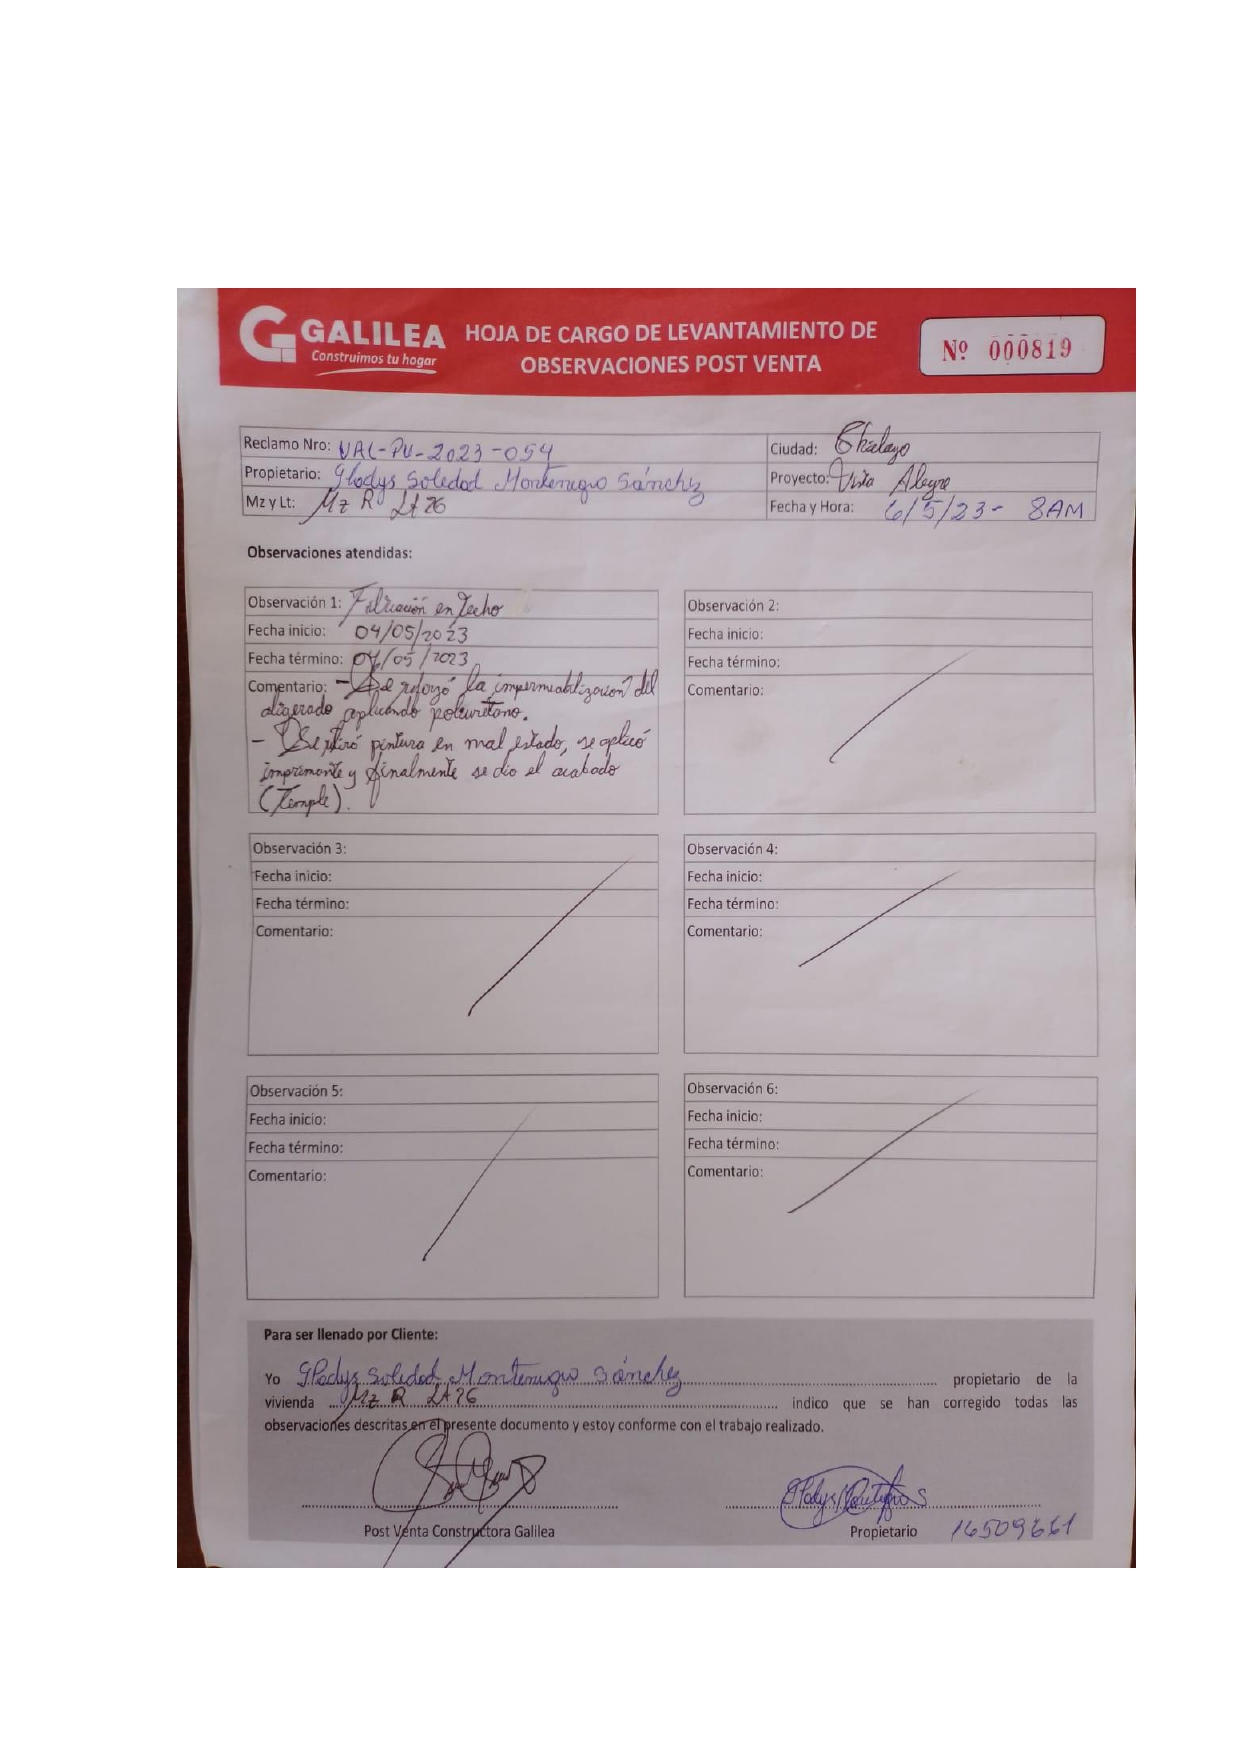 GALILEA
Construimos tu hogar
HOJA DE CARGO DE LEVANTAMIENTO DE
OBSERVACIONES POST VENTA
Nº 000819
Reclamo Nro: VAL-PV-2023-054
Ciudad: Chiclayo
Propietario: Gladys Soledad Montenegro Sánchez
Proyecto: Vista Alegre
Mz y Lt: Mz R Lt 26
Fecha y Hora: 6/5/23- 8AM
Observaciones atendidas:
Observación 1: Filtración en Techo
Fecha inicio: 04/05/2023
Fecha término: /05/2023
Comentario: - Se reforzó la impermeabilización del
aligerado aplicando poliuretano.
- Se retiró pintura en mal estado, se aplicó
imprimante y finalmente se dio el acabado
(Temple).
Observación 2:
Fecha inicio:
Fecha término:
Comentario:
Observación 3:
Fecha inicio:
Fecha término:
Comentario:
Observación 4:
Fecha inicio:
Fecha término:
Comentario:
Observación 5:
Fecha inicio:
Fecha término:
Comentario:
Observación 6:
Fecha inicio:
Fecha término:
Comentario:
Para ser llenado por Cliente:
Yo Gladys Soledad Montenegro Sánchez propietario de la
vivienda Mz R Lt 26 indico que se han corregido todas las
observaciones descritas en el presente documento y estoy conforme con el trabajo realizado.
Gladys Montenegro S
Post Venta Constructora Galilea
Propietario 16509661